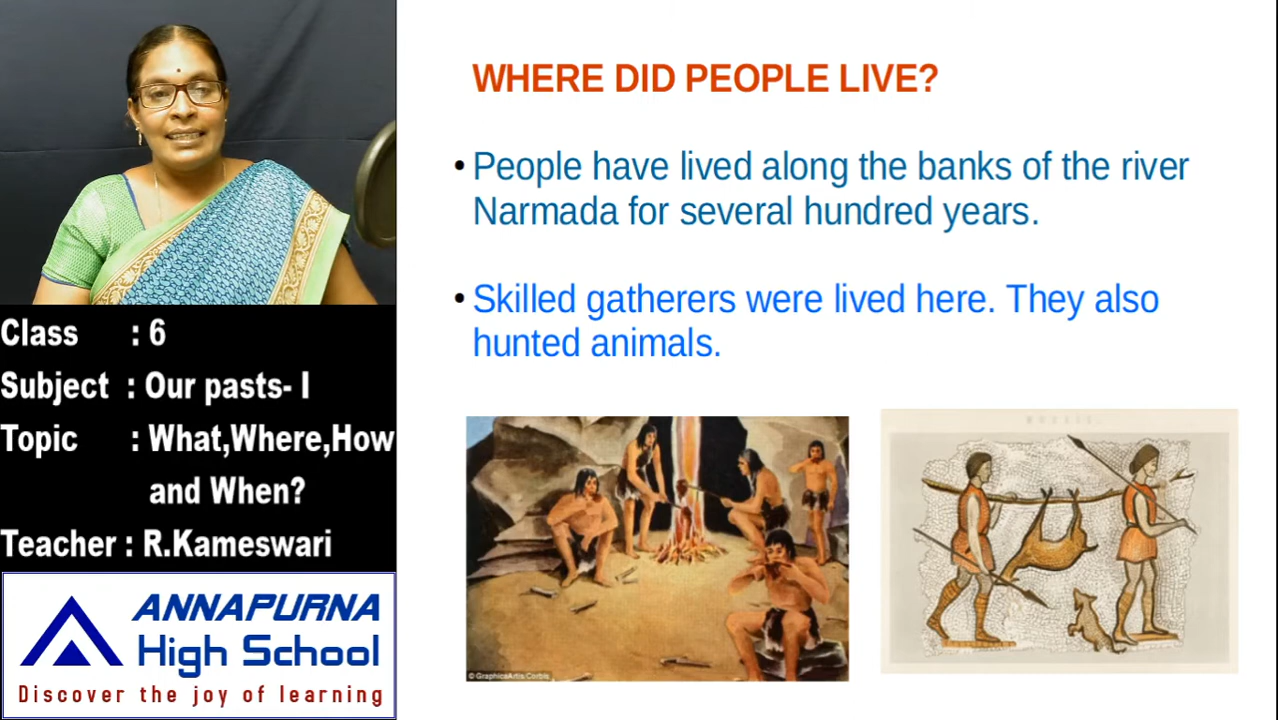 WHERE DID PEOPLE LIVE?
• People have lived along the banks of the river
Narmada for several hundred years.
• Skilled gatherers were lived here. They also
hunted animals.
Class : 6
Subject : Our pasts- I
Topic : What,Where,How
and When?
Teacher : R.Kameswari
ANNAPURNA
High School
Discover the joy of learning
© GraphicaArtis/Corbis